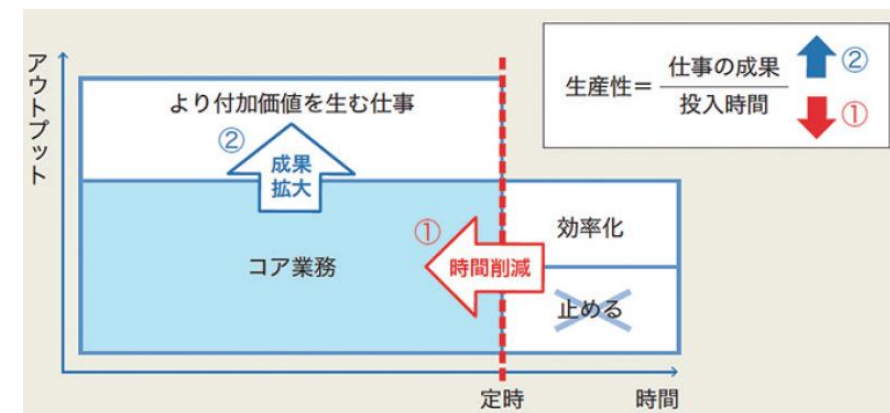 アウトプット
より付加価値を生む仕事
②
成果
拡大
コア業務
①
時間削減
効率化
止める
定時
時間
生産性＝
仕事の成果
投入時間
②
①